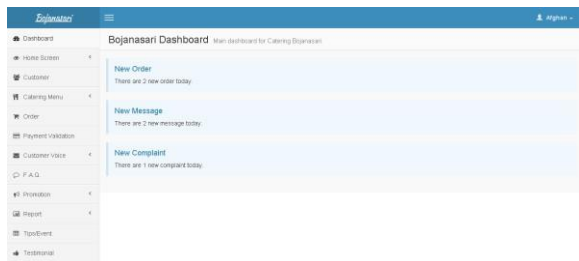 Bojanasari
Afghan
Dashboard
Bojanasari Dashboard Main dashboard for Catering Bojanasari
Home Screen
Customer
Catering Menu
Order
Payment Validation
Customer Voice
F.A.Q.
Promotion
Report
Tips/Event
Testimonial
New Order
There are 2 new order today.
New Message
There are 2 new message today.
New Complaint
There are 1 new complaint today.